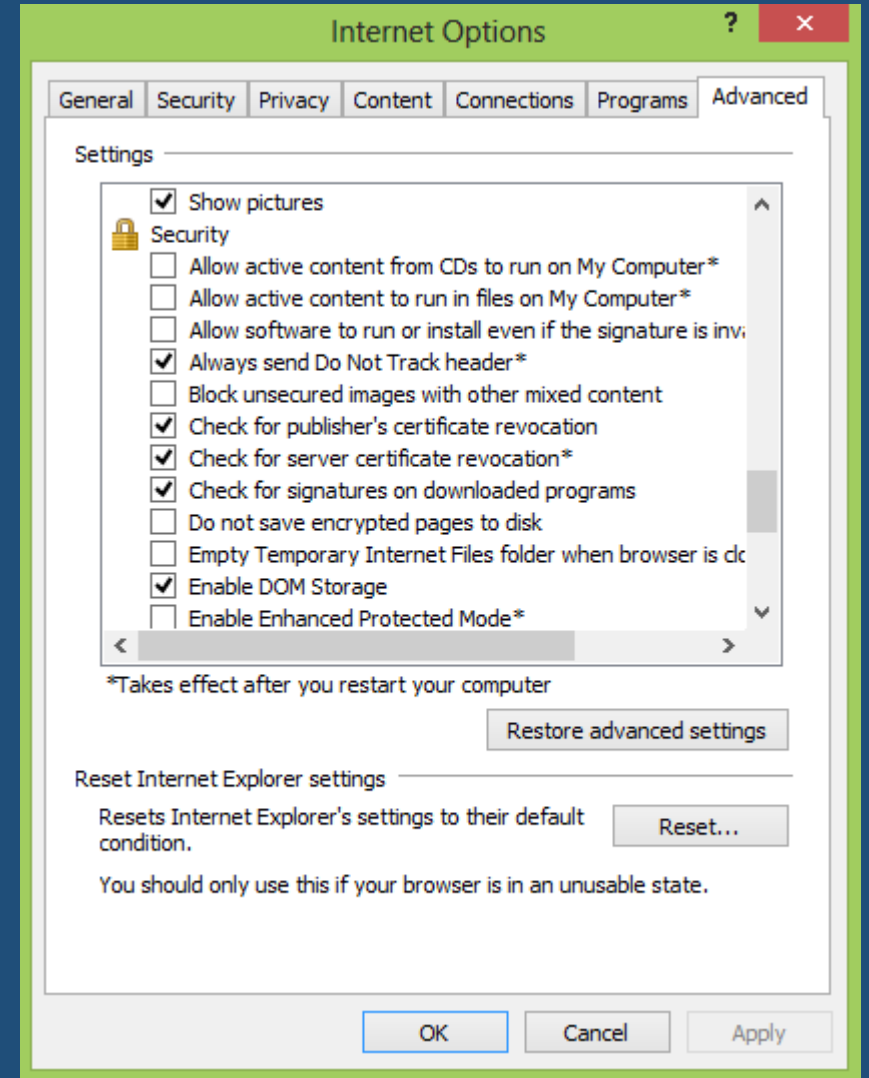 Internet Options
?
General Security Privacy Content Connections Programs Advanced
Settings
Show pictures
Security
Allow active content from CDs to run on My Computer*
Allow active content to run in files on My Computer*
Allow software to run or install even if the signature is
Always send Do Not Track header*
Block unsecured images with other mixed content
Check for publisher's certificate revocation
Check for server certificate revocation*
Check for signatures on downloaded programs
Do not save encrypted pages to disk
Empty Temporary Internet Files folder when browser is
Enable DOM Storage
Enable Enhanced Protected Mode*
*Takes effect after you restart your computer
Restore advanced settings
Reset Internet Explorer settings
Resets Internet Explorer's settings to their default
condition.
Reset...
You should only use this if your browser is in an unusable state.
OK Cancel Apply